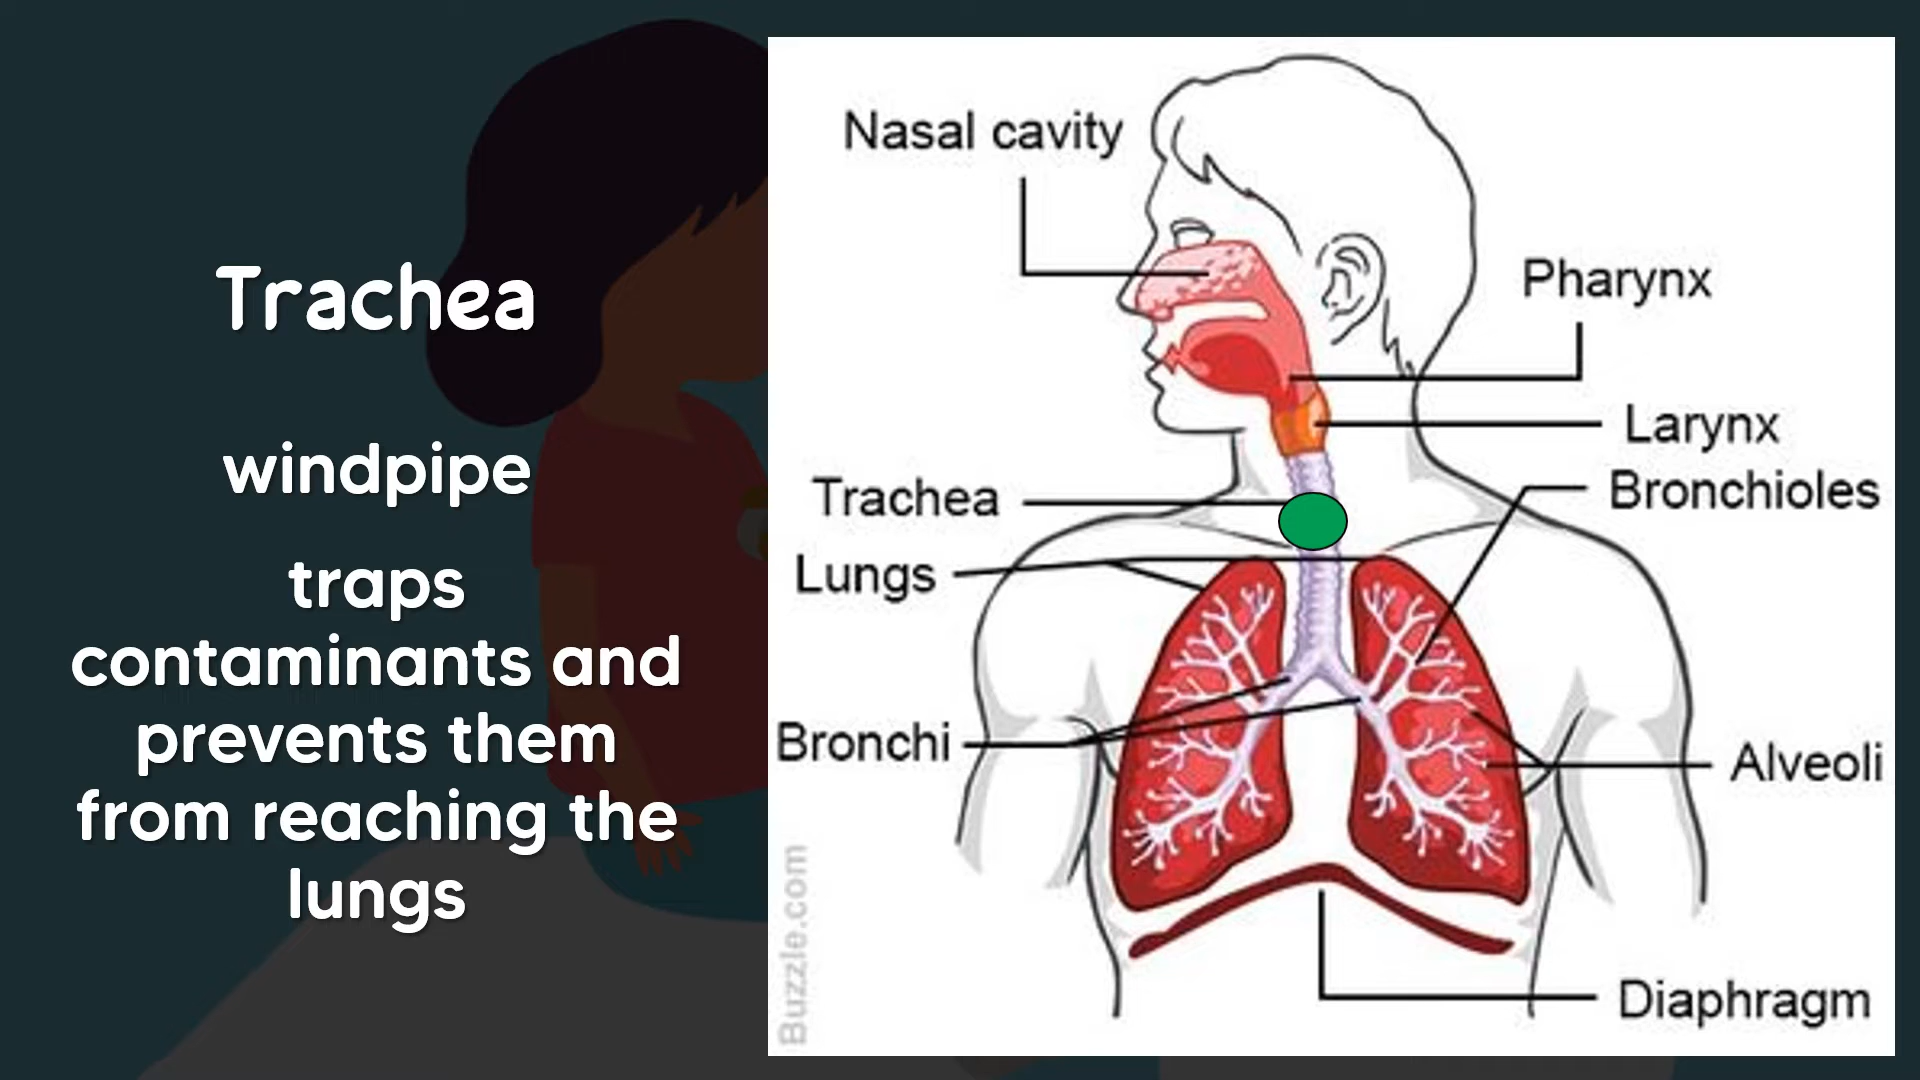 Trachea
windpipe
traps
contaminants and
prevents them
from reaching the
lungs
Nasal cavity
Pharynx
Larynx
Trachea
Bronchioles
Lungs
Bronchi
Alveoli
Diaphragm
Buzzle.com